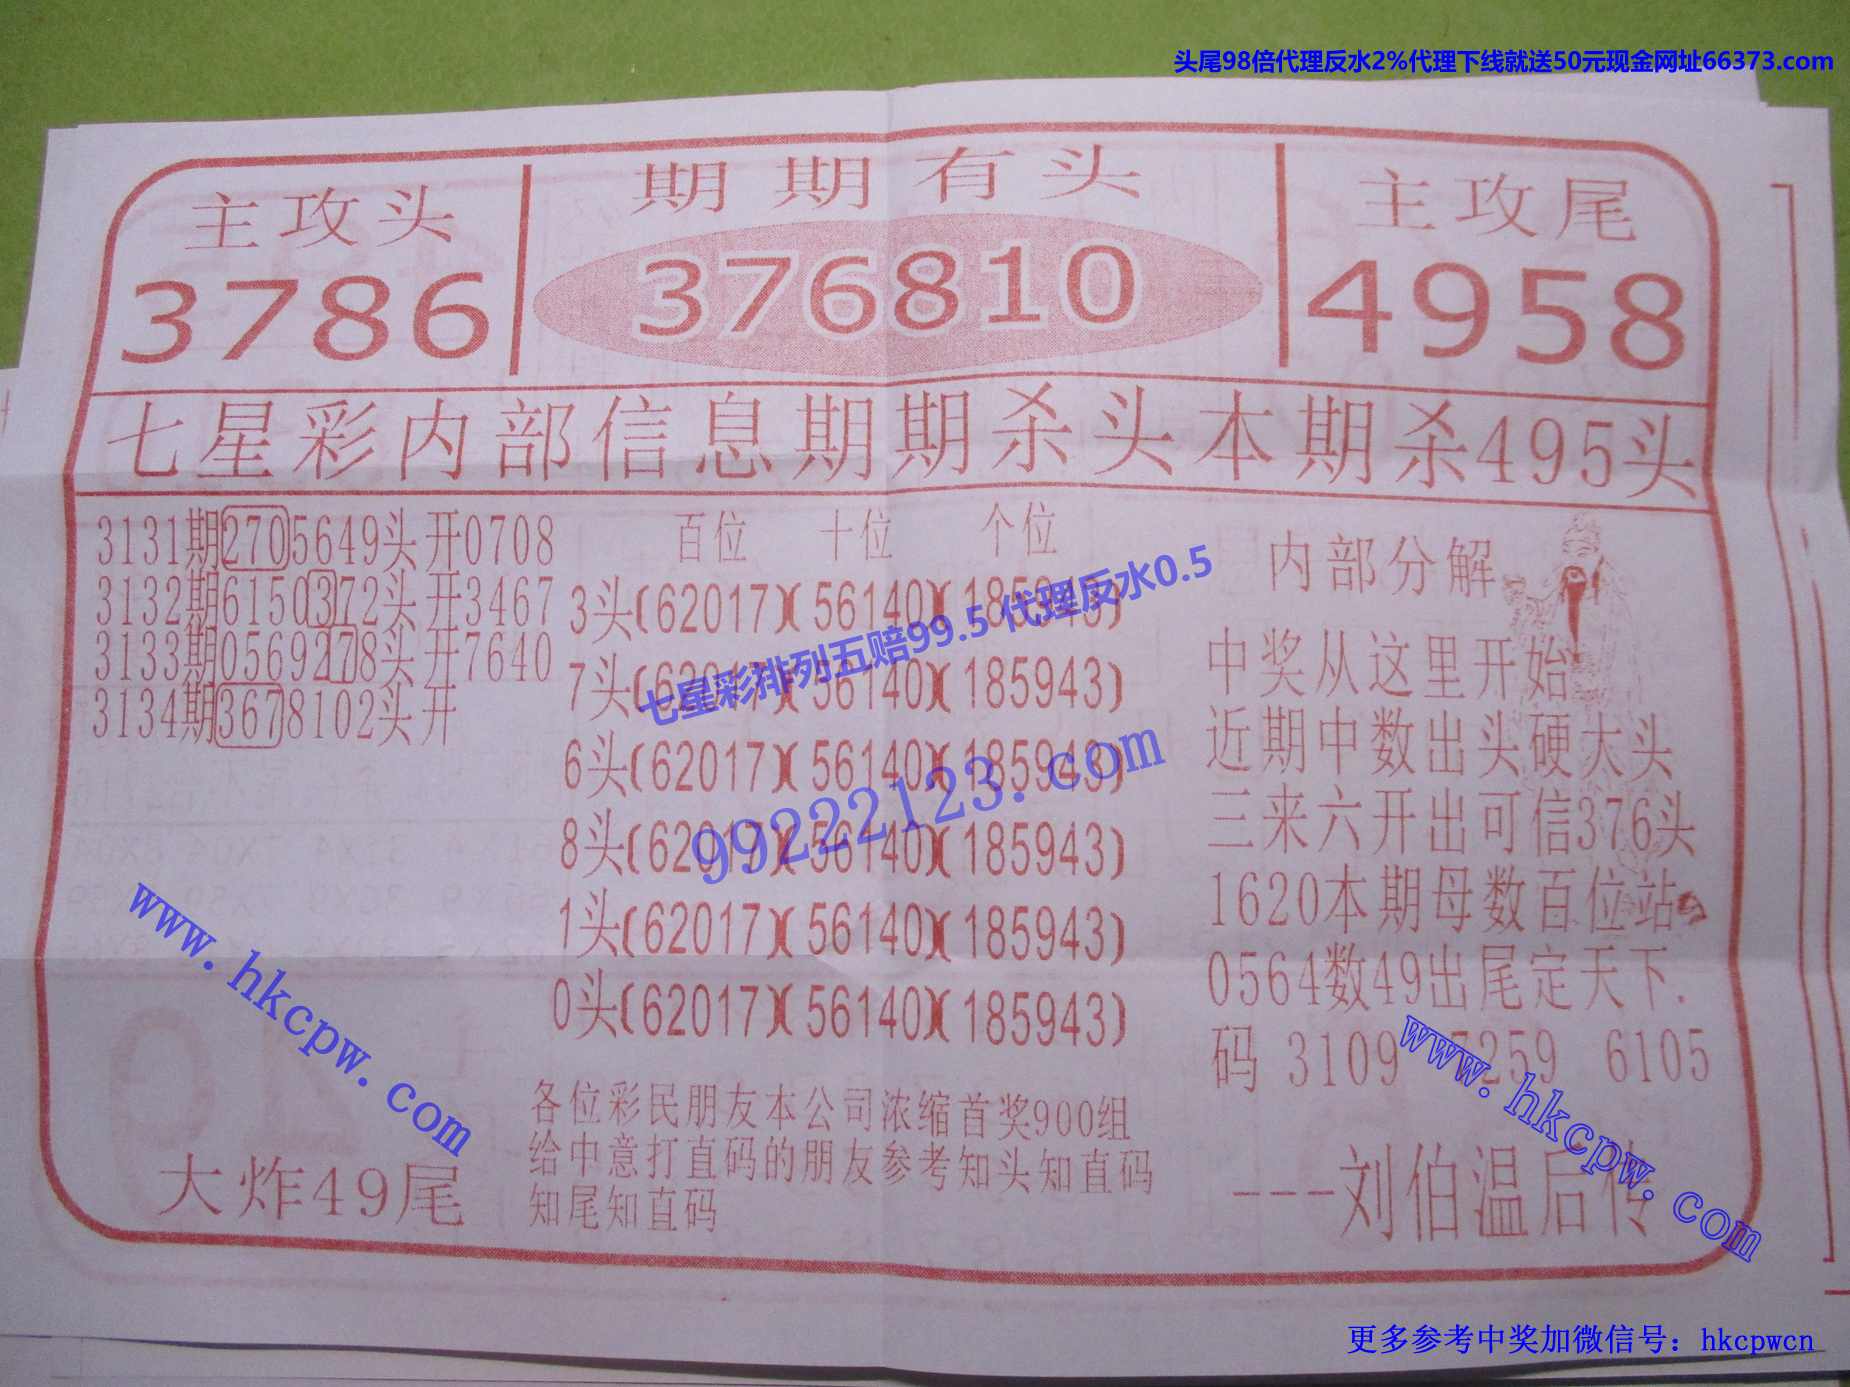 头尾98倍代理反水2%代理下线就送50元现金网址66373.com
主攻头
3786
期期有头
376810
主攻尾
4958
七星彩内部信息期期杀头本期杀495头
3131期2705649头开0708
3132期6150372头开3467
3133期0569278头开7640
3134期3678102头开
百位 十位 个位
3头(62017)(56140)(185943)
7头(62017)(56140)(185943)
6头(62017)(56140)(185943)
8头(62017)(56140)(185943)
1头(62017)(56140)(185943)
0头(62017)(56140)(185943)
七星彩排列五赔99.5 代理反水0.5
99222123.com
内部分解
中奖从这里开始
近期中数出头硬大头
三来六开出可信376头
1620本期母数百位站
0564数49出尾定天下.
码 3109 7259 6105
---刘伯温后传
www.hkcpw.com
www.hkcpw.com
大炸49尾
各位彩民朋友本公司浓缩首奖900组
给中意打直码的朋友参考知头知直码
知尾知直码
更多参考中奖加微信号：hkcpwcn